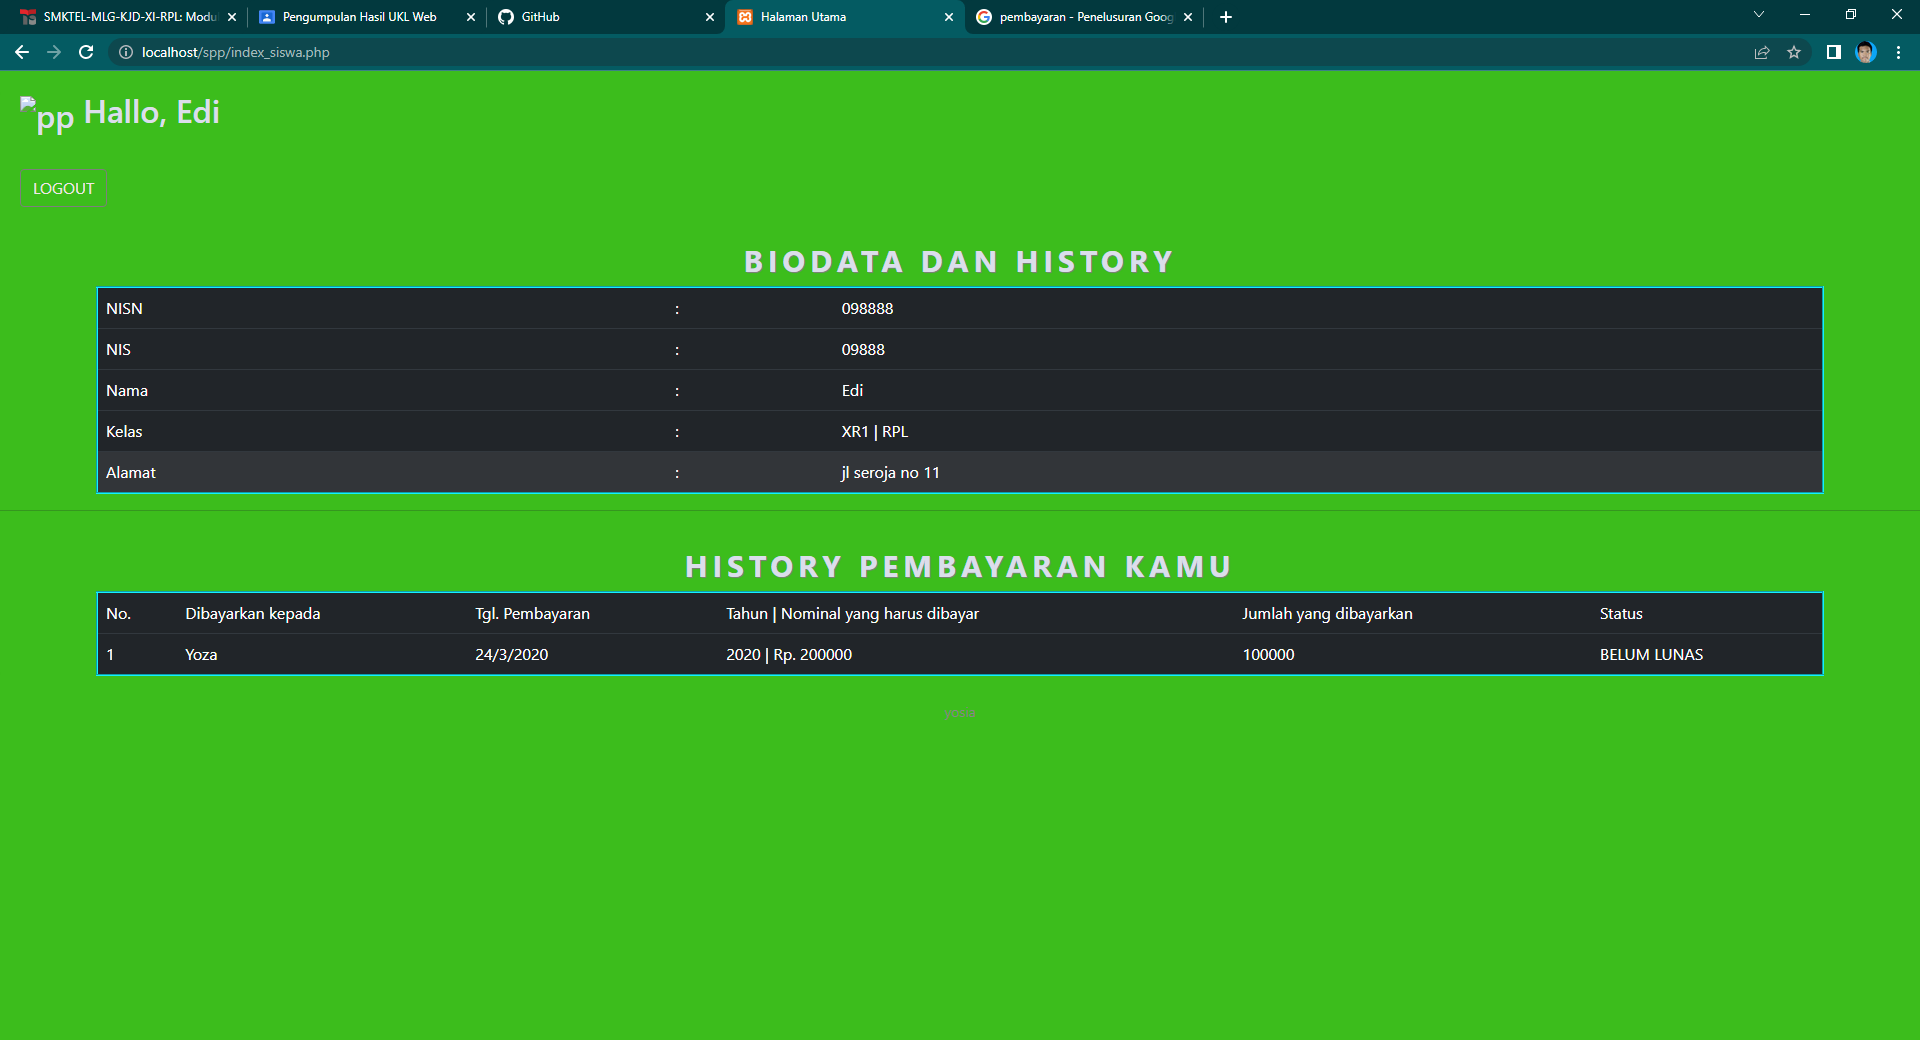 SMKTEL-MLG-KJD-XI-RPL: Modu
Pengumpulan Hasil UKL Web
GitHub
Halaman Utama
pembayaran - Penelusuran Goog
localhost/spp/index_siswa.php
pp Hallo, Edi
LOGOUT
BIODATA DAN HISTORY
NISN : 098888
NIS : 09888
Nama : Edi
Kelas : XR1 | RPL
Alamat : jl seroja no 11
HISTORY PEMBAYARAN KAMU
No. Dibayarkan kepada Tgl. Pembayaran Tahun | Nominal yang harus dibayar Jumlah yang dibayarkan Status
1 Yoza 24/3/2020 2020 | Rp. 200000 100000 BELUM LUNAS